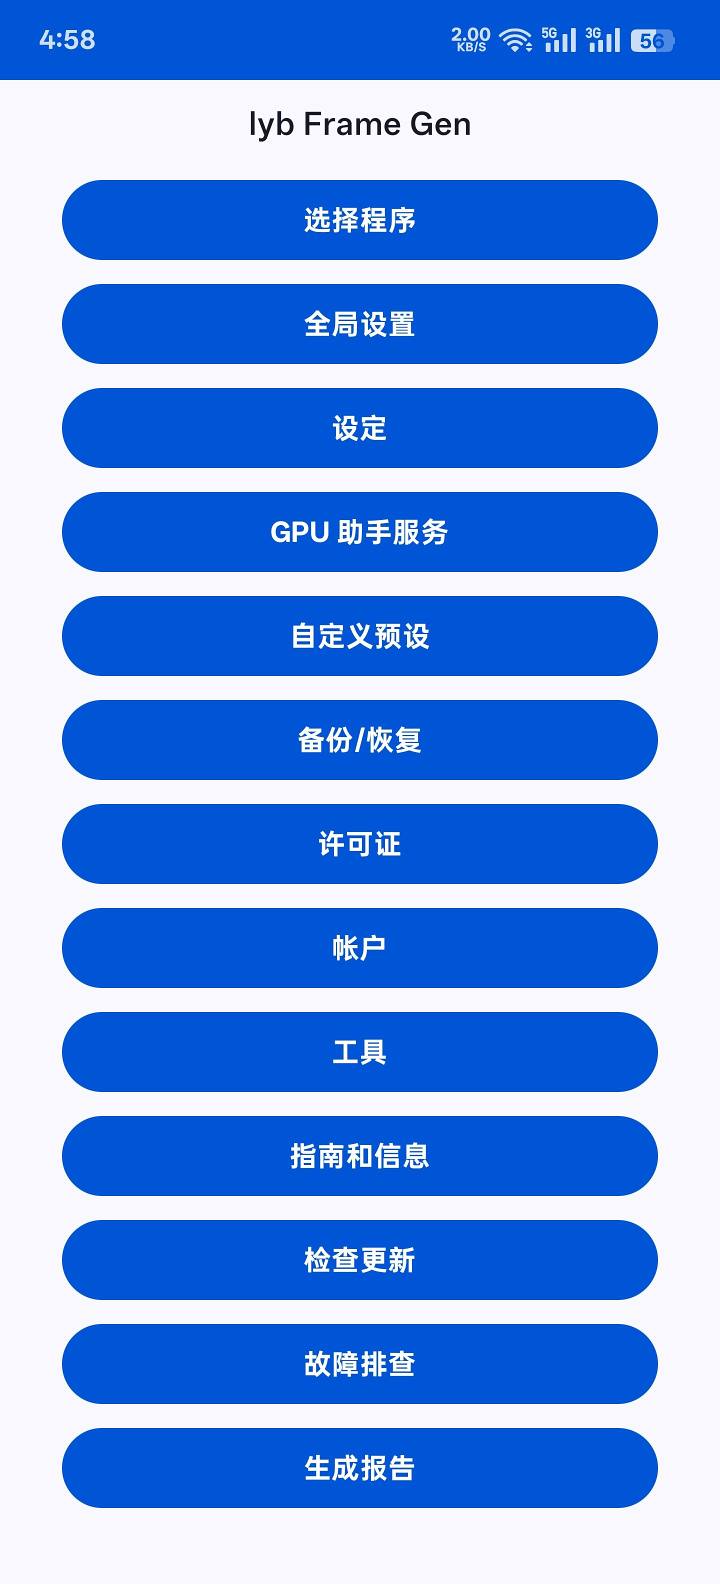 4:58
2.00
KB/S
5G
3G
56
lyb Frame Gen
选择程序
全局设置
设定
GPU 助手服务
自定义预设
备份/恢复
许可证
帐户
工具
指南和信息
检查更新
故障排查
生成报告